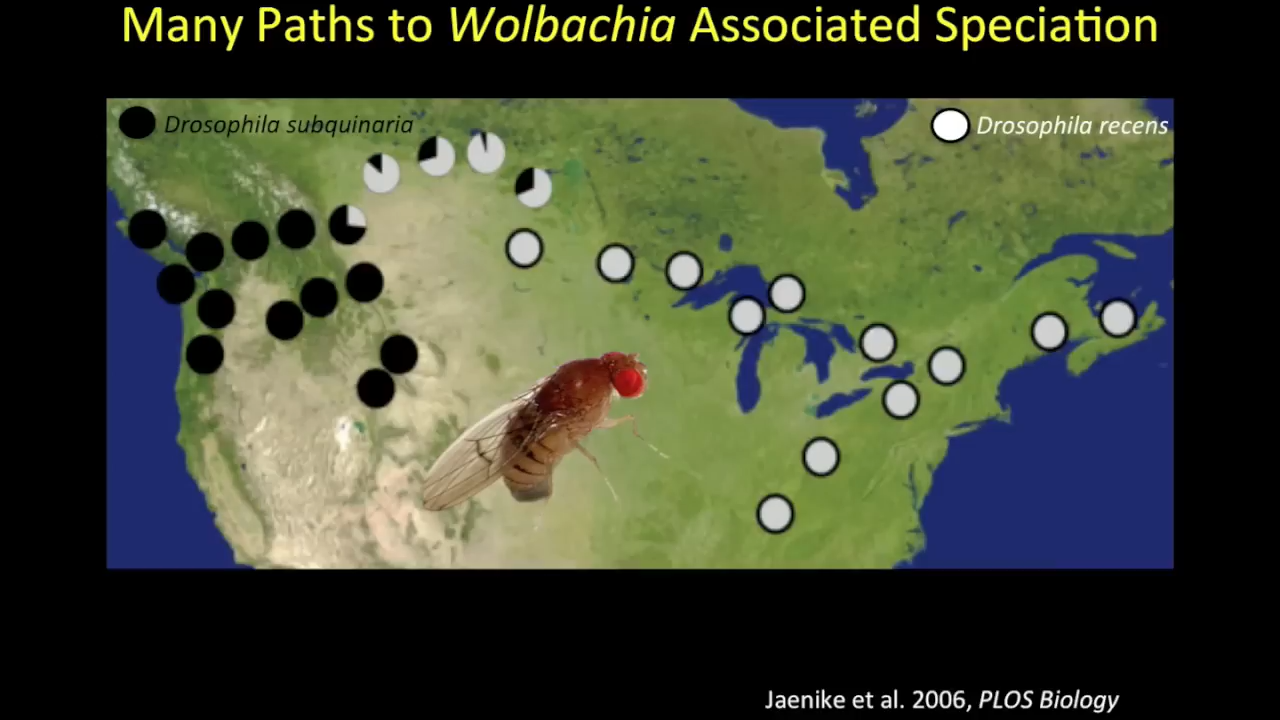 Many Paths to Wolbachia Associated Speciation
Drosophila subquinaria
Drosophila recens
Jaenike et al. 2006, PLOS Biology